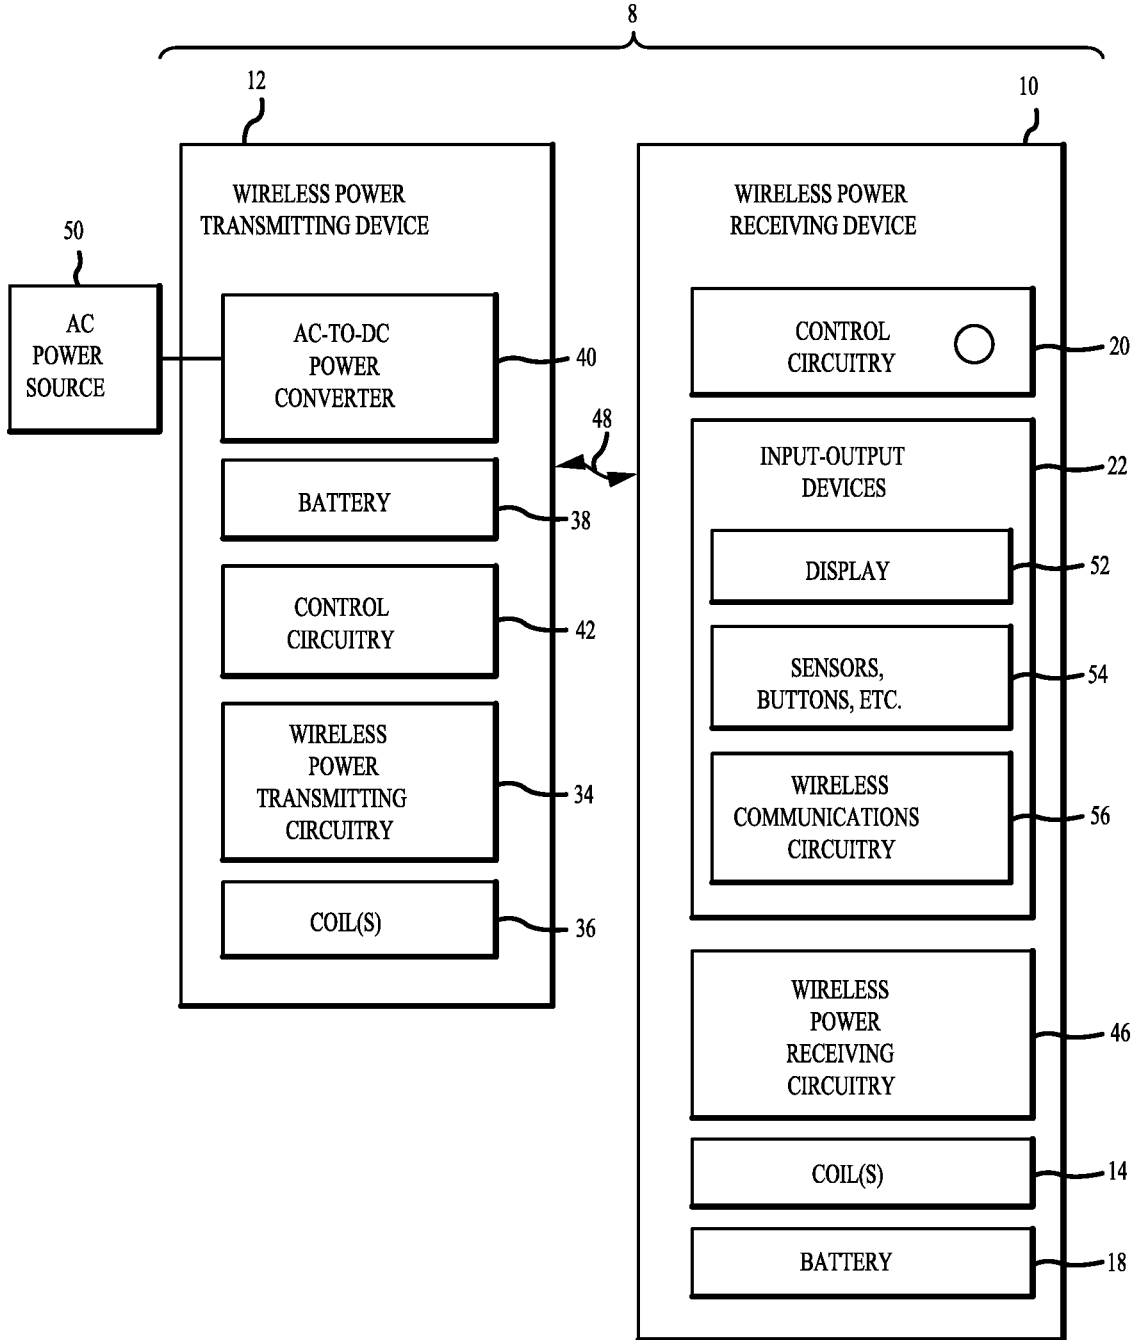 8
12
10
WIRELESS POWER
TRANSMITTING DEVICE
WIRELESS POWER
RECEIVING DEVICE
50
AC
POWER
SOURCE
AC-TO-DC
POWER
CONVERTER
40
BATTERY
38
CONTROL
CIRCUITRY
42
WIRELESS
POWER
TRANSMITTING
CIRCUITRY
34
COIL(S)
36
48
CONTROL
CIRCUITRY
20
INPUT-OUTPUT
DEVICES
22
DISPLAY
52
SENSORS,
BUTTONS, ETC.
54
WIRELESS
COMMUNICATIONS
CIRCUITRY
56
WIRELESS
POWER
RECEIVING
CIRCUITRY
46
COIL(S)
14
BATTERY
18